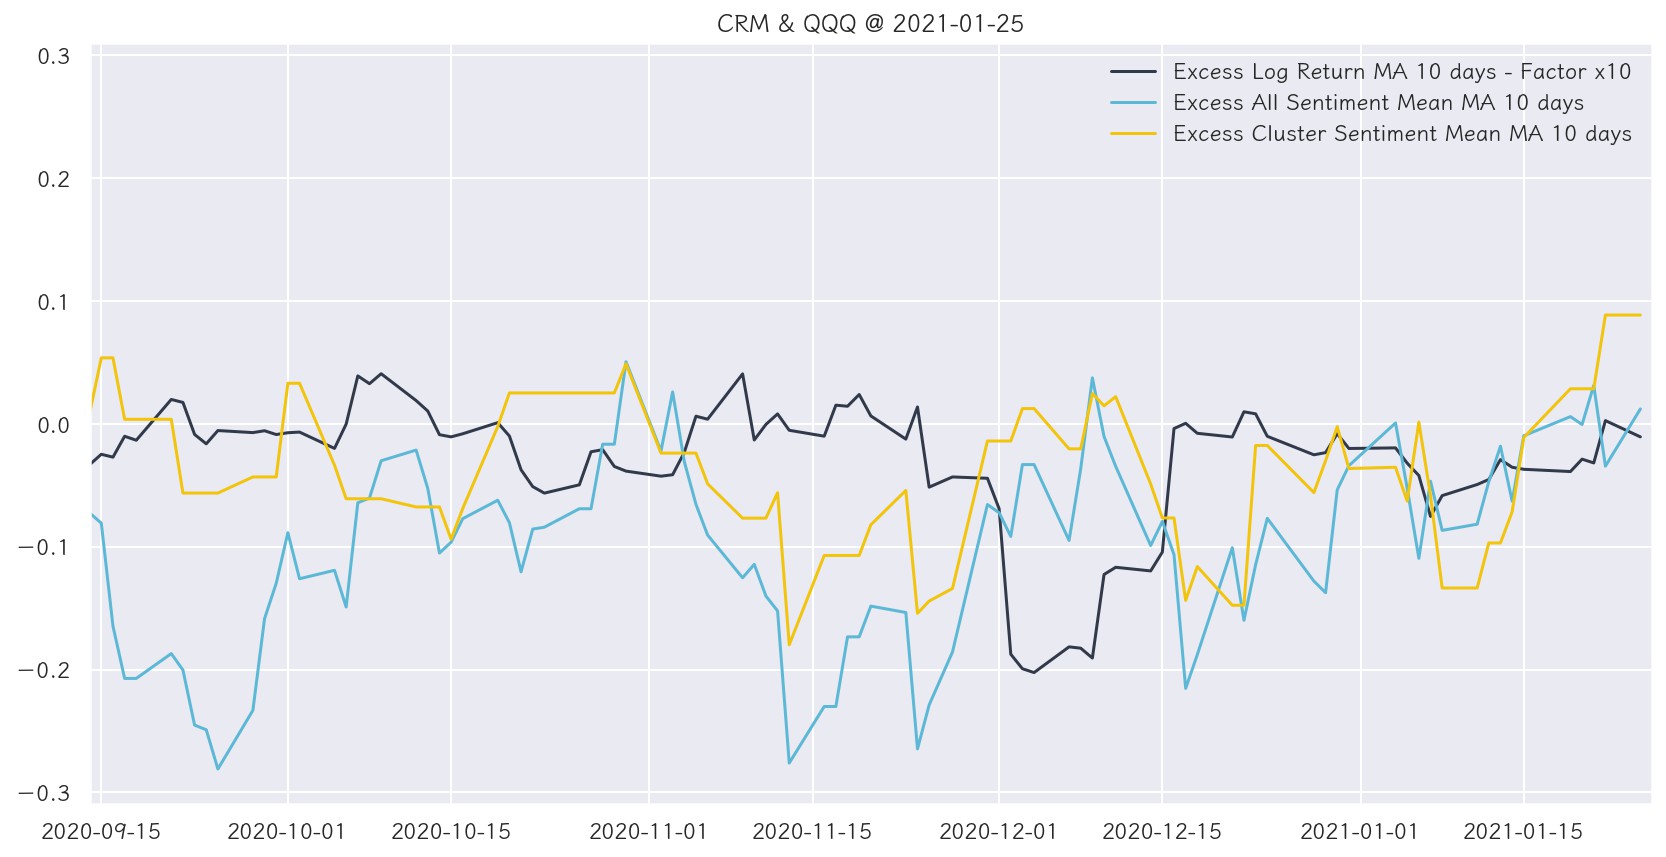 CRM & QQQ @ 2021-01-25
Excess Log Return MA 10 days - Factor x10
Excess All Sentiment Mean MA 10 days
Excess Cluster Sentiment Mean MA 10 days
0.3
0.2
0.1
0.0
−0.1
−0.2
−0.3
2020-09-15 2020-10-01 2020-10-15 2020-11-01 2020-11-15 2020-12-01 2020-12-15 2021-01-01 2021-01-15